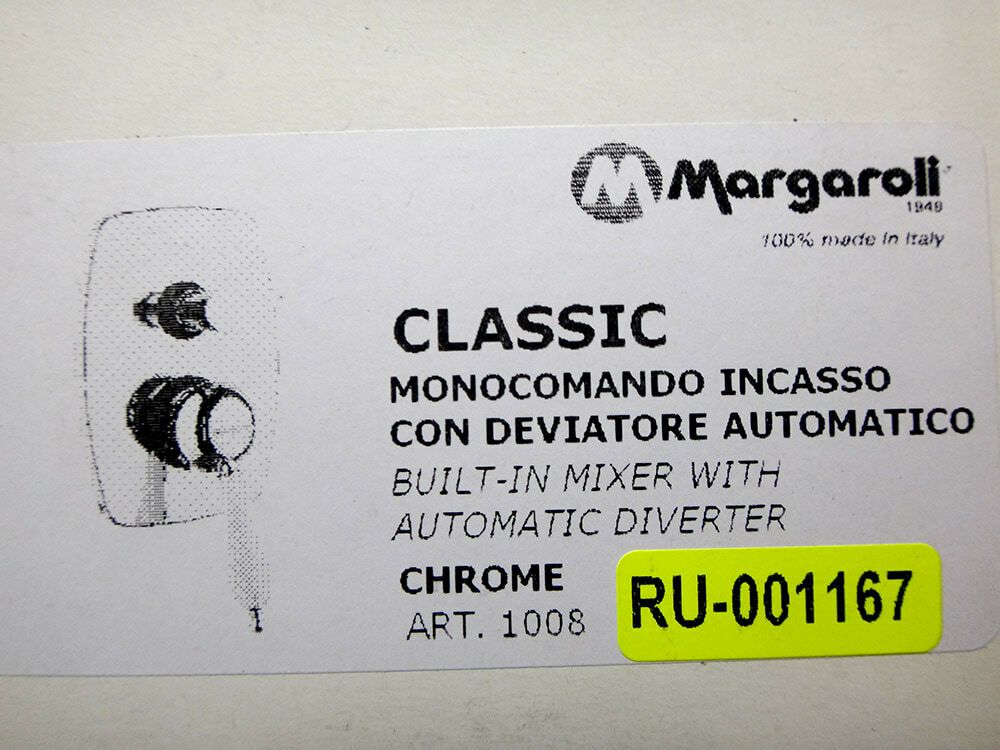 Margaroli
1949
100% made in Italy
CLASSIC
MONOCOMANDO INCASSO
CON DEVIATORE AUTOMATICO
BUILT-IN MIXER WITH
AUTOMATIC DIVERTER
CHROME
ART. 1008
RU-001167